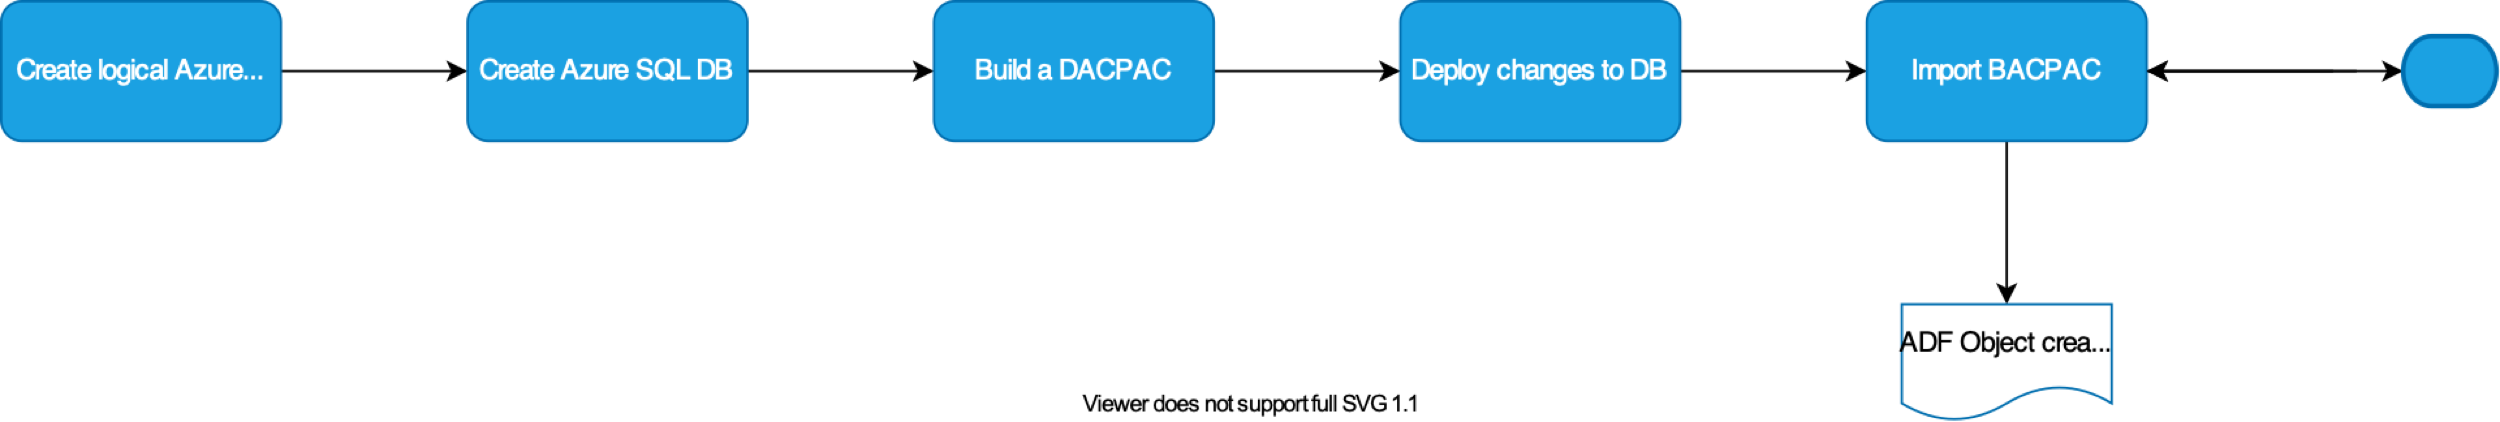 Create logical Azure...
Create Azure SQL DB
Build a DACPAC
Deploy changes to DB
Import BACPAC
ADF Object crea...
Viewer does not support full SVG 1.1